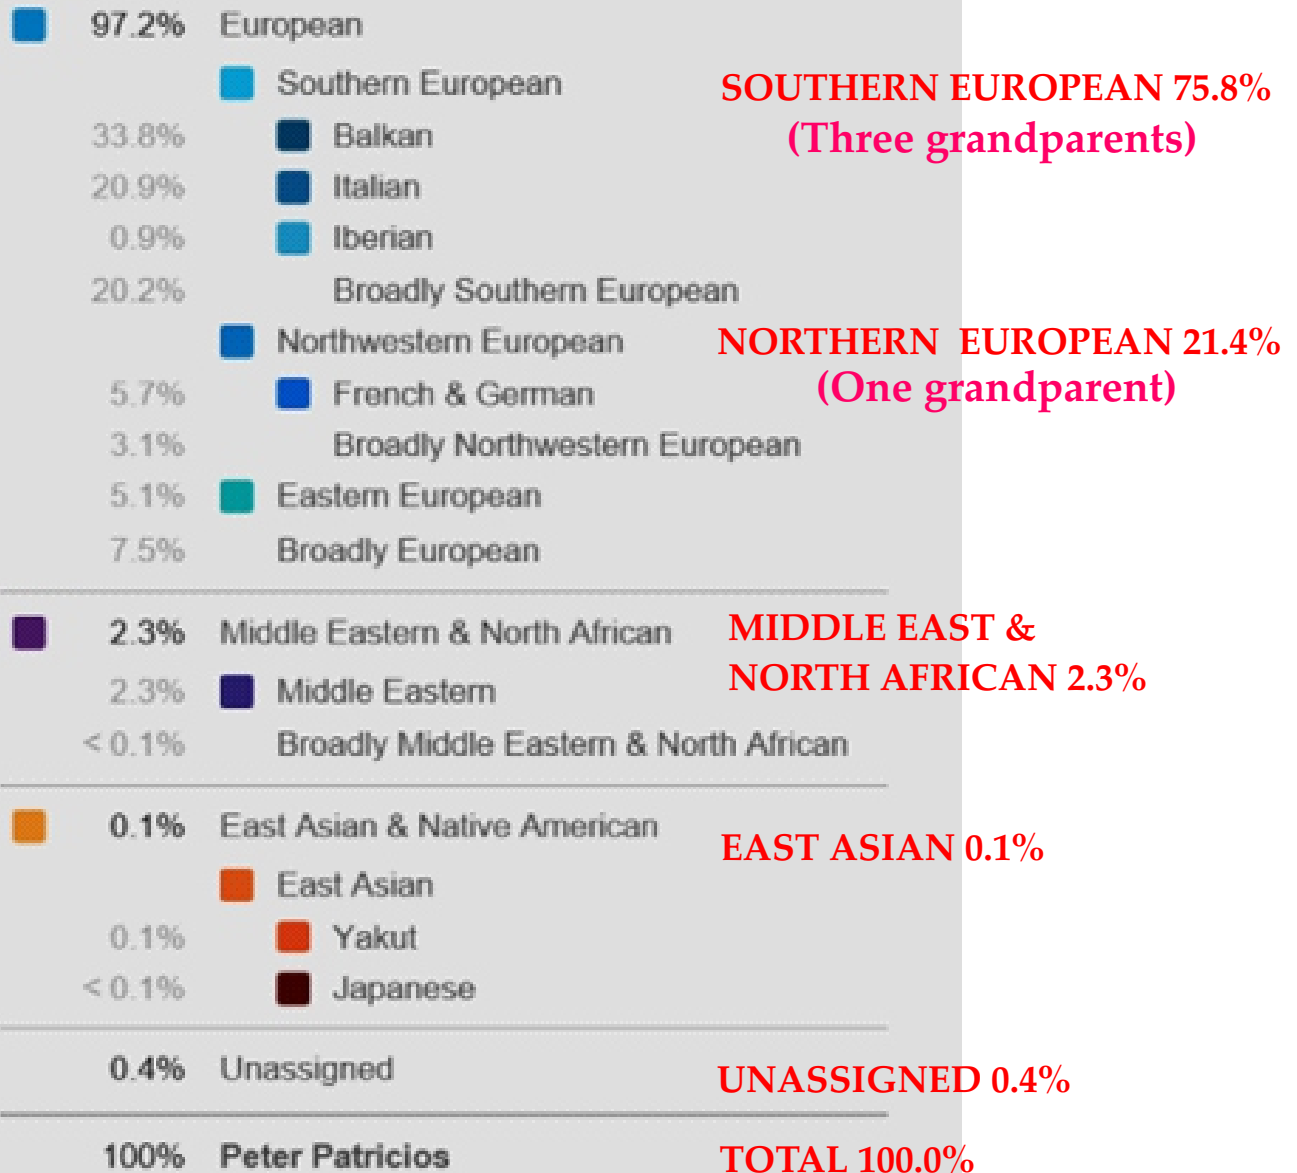 97.2% European
Southern European
SOUTHERN EUROPEAN 75.8%
33.8% Balkan
(Three grandparents)
20.9% Italian
0.9% Iberian
20.2% Broadly Southern European
Northwestern European
NORTHERN EUROPEAN 21.4%
5.7% French & German
(One grandparent)
3.1% Broadly Northwestern European
5.1% Eastern European
7.5% Broadly European
2.3% Middle Eastern & North African
MIDDLE EAST &
NORTH AFRICAN 2.3%
2.3% Middle Eastern
< 0.1% Broadly Middle Eastern & North African
0.1% East Asian & Native American
EAST ASIAN 0.1%
East Asian
0.1% Yakut
< 0.1% Japanese
0.4% Unassigned
UNASSIGNED 0.4%
100% Peter Patricios
TOTAL 100.0%